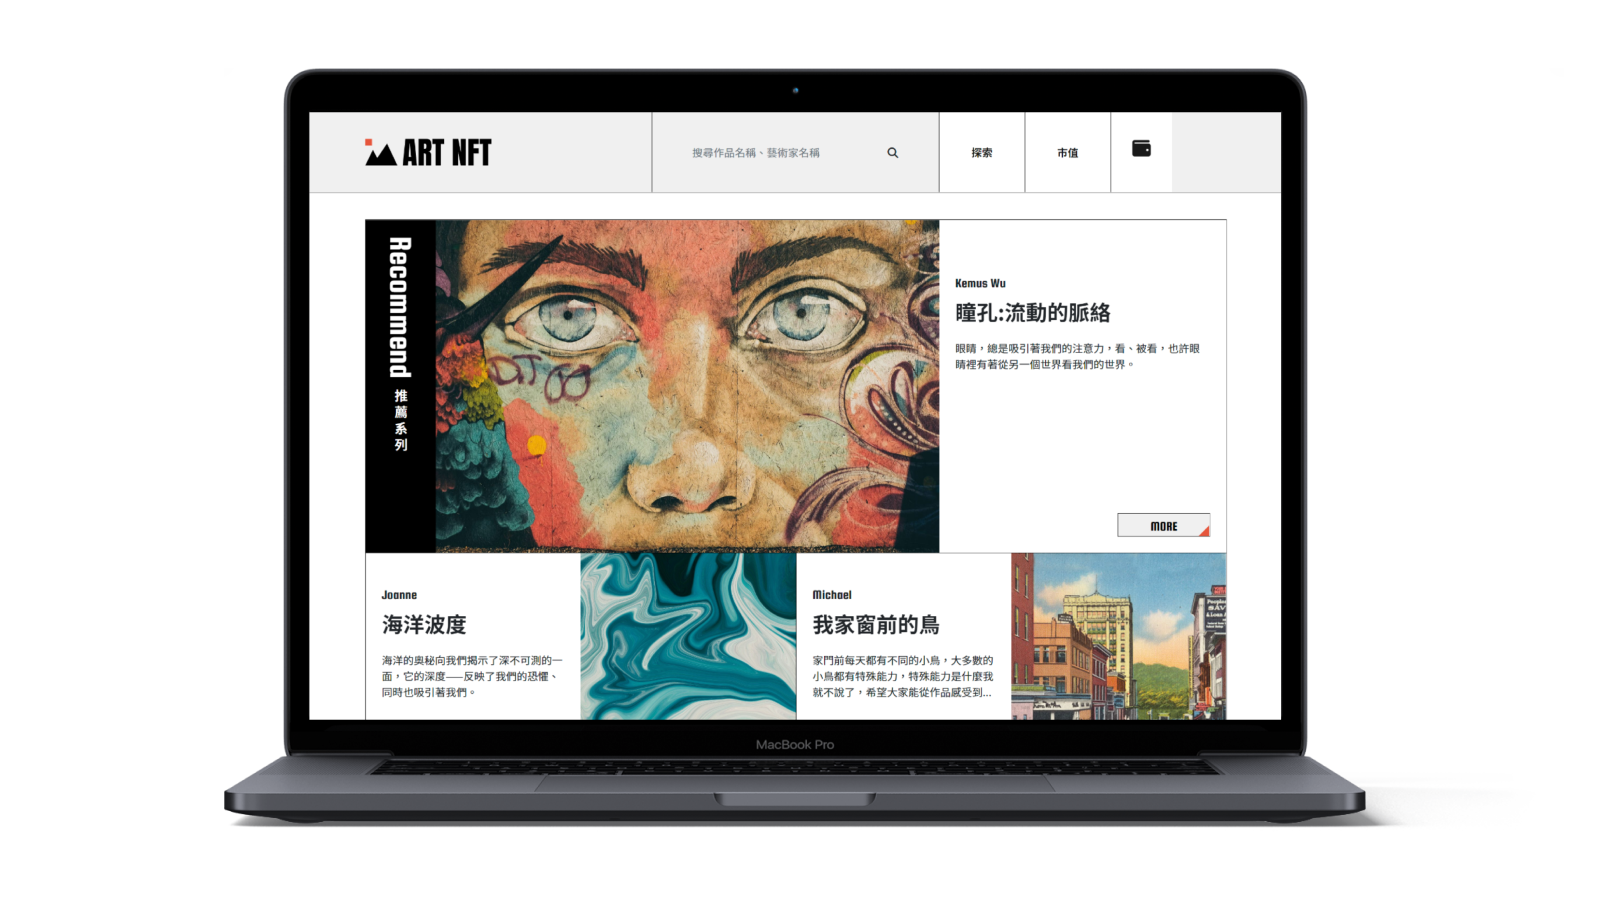 ART NFT
搜尋作品名稱、藝術家名稱
探索
市值
Recommend 推薦系列
DT 88
Kemus Wu
瞳孔:流動的脈絡
眼睛，總是吸引著我們的注意力，看、被看，也許眼
睛裡有著從另一個世界看我們的世界。
MORE
Joanne
海洋波度
海洋的奧秘向我們揭示了深不可測的一
面，它的深度——反映了我們的恐懼、
同時也吸引著我們。
Michael
我家窗前的鳥
家門前每天都有不同的小鳥，大多數的
小鳥都有特殊能力，特殊能力是什麼我
就不說了，希望大家能從作品感受到...
MacBook Pro